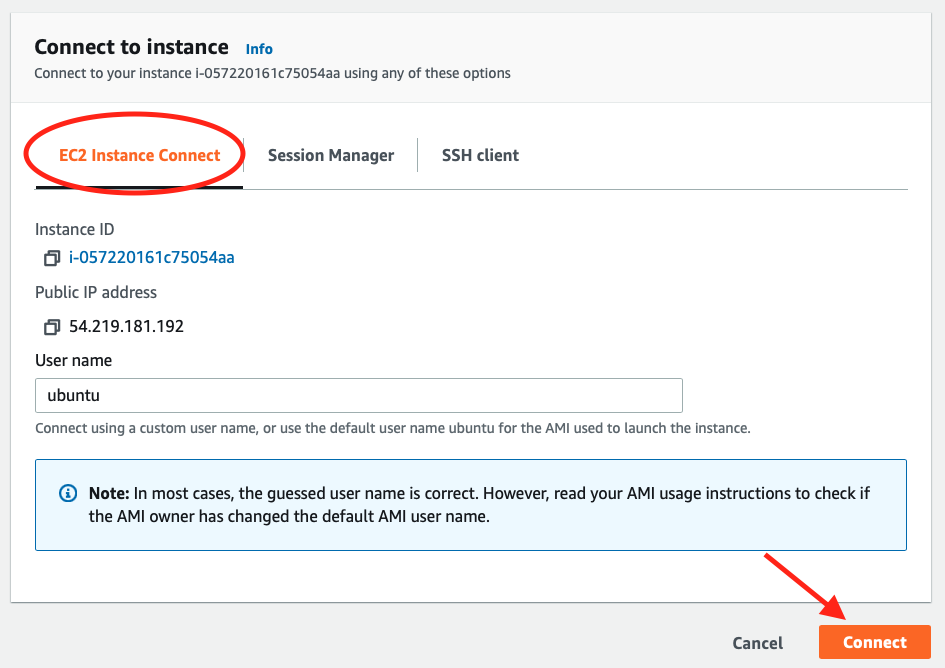 Connect to instance Info
Connect to your instance i-057220161c75054aa using any of these options
EC2 Instance Connect Session Manager SSH client
Instance ID
i-057220161c75054aa
Public IP address
54.219.181.192
User name
ubuntu
Connect using a custom user name, or use the default user name ubuntu for the AMI used to launch the instance.
Note: In most cases, the guessed user name is correct. However, read your AMI usage instructions to check if
the AMI owner has changed the default AMI user name.
Cancel Connect